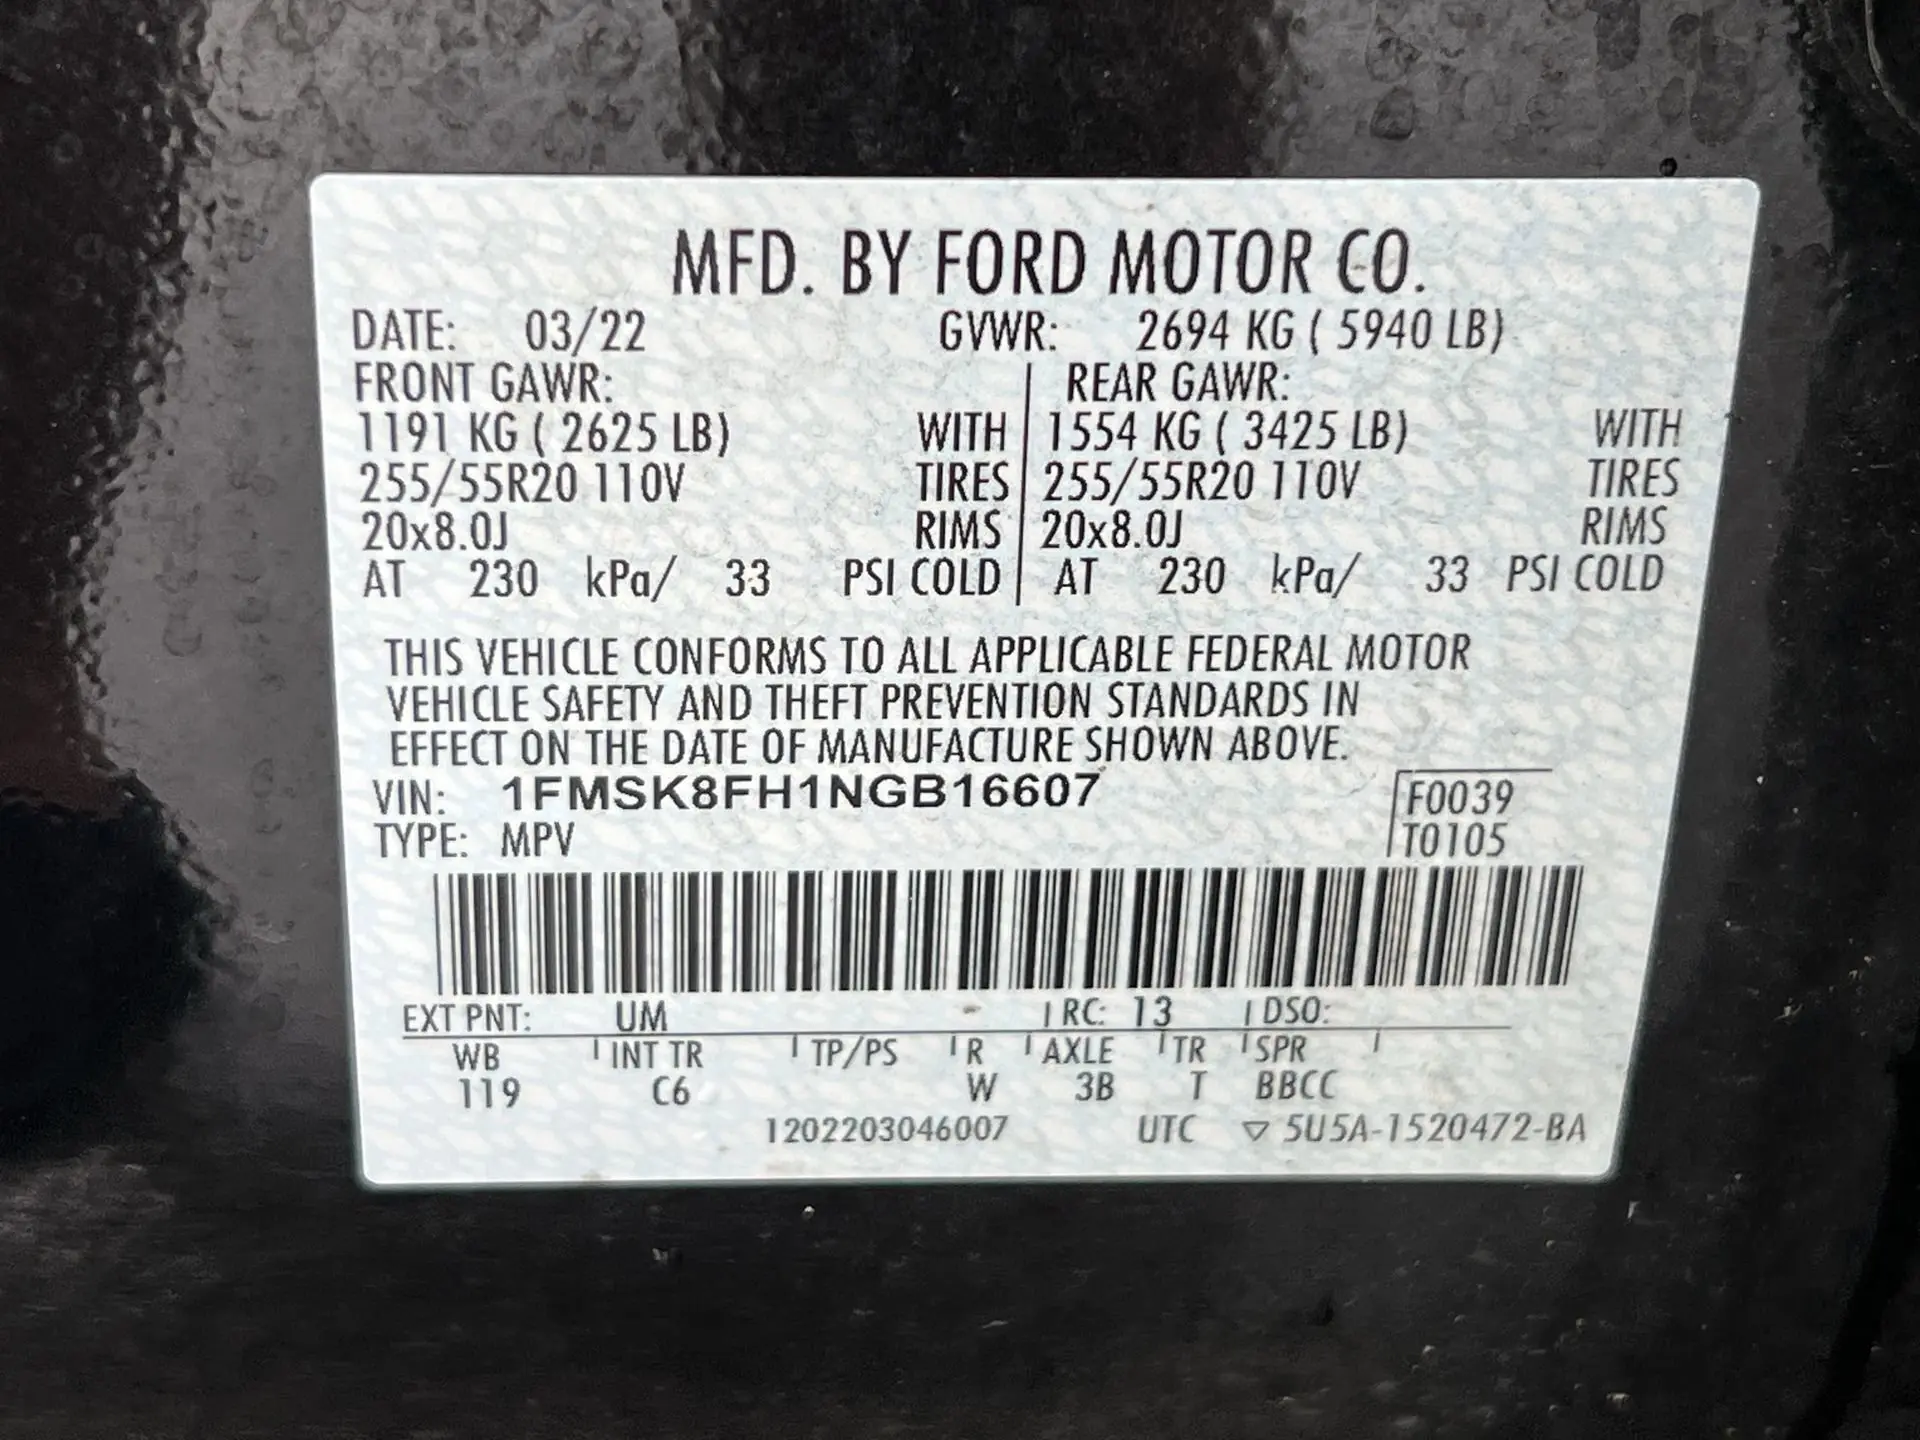 MFD. BY FORD MOTOR CO.
DATE: 03/22 GVWR: 2694 KG ( 5940 LB)
FRONT GAWR: REAR GAWR:
1191 KG ( 2625 LB) WITH 1554 KG ( 3425 LB) WITH
255/55R20 110V TIRES 255/55R20 110V TIRES
20x8.0J RIMS 20x8.0J RIMS
AT 230 kPa/ 33 PSI COLD AT 230 kPa/ 33 PSI COLD
THIS VEHICLE CONFORMS TO ALL APPLICABLE FEDERAL MOTOR
VEHICLE SAFETY AND THEFT PREVENTION STANDARDS IN
EFFECT ON THE DATE OF MANUFACTURE SHOWN ABOVE.
VIN: 1FMSK8FH1NGB16607 F0039
TYPE: MPV T0105
EXT PNT: UM - RC: 13 DSO:
WB INT TR TP/PS R AXLE TR SPR
119 C6 W 3B T BBCC
1202203046007 UTC ▽ 5U5A-1520472-BA